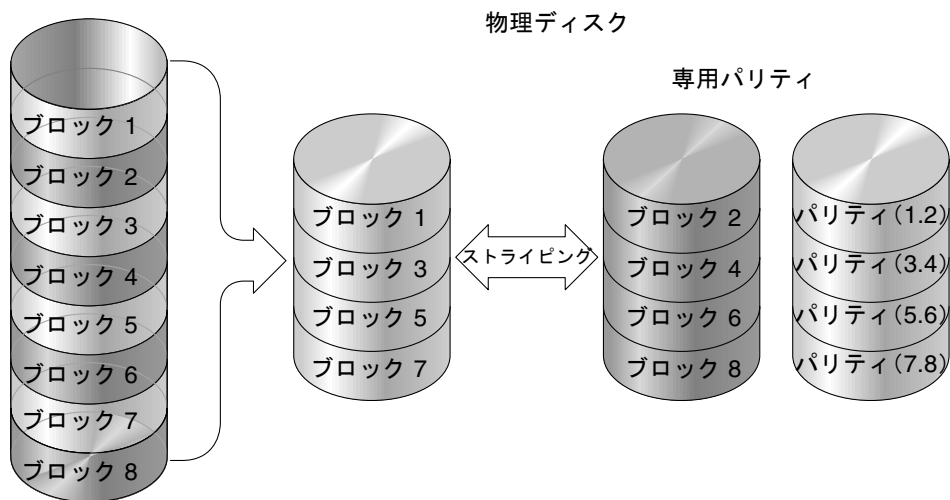 物理ディスク
専用パリティ
ブロック 1
ブロック 2
ブロック 3
ブロック 4
ブロック 5
ブロック 6
ブロック 7
ブロック 8
ブロック 1
ブロック 3
ブロック 5
ブロック 7
ストライピング
ブロック 2
ブロック 4
ブロック 6
ブロック 8
パリティ(1.2)
パリティ(3.4)
パリティ(5.6)
パリティ(7.8)